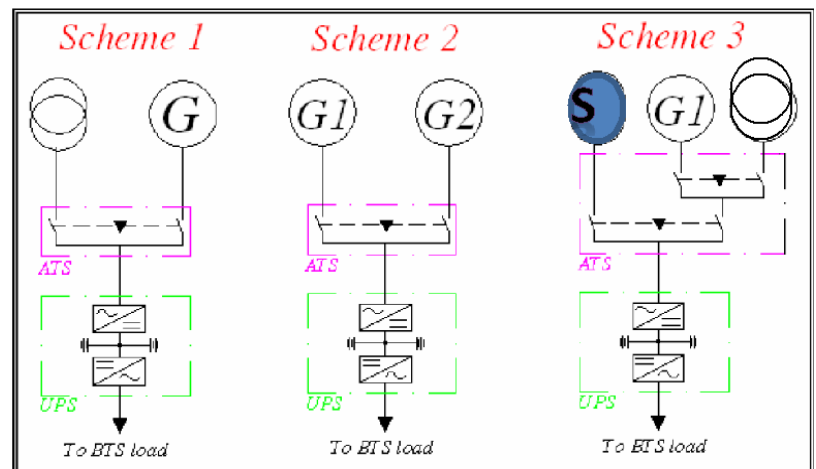 Scheme 1
Scheme 2
Scheme 3
G
G1
G2
S
G1
ATS
ATS
ATS
UPS
UPS
UPS
To BTS load
To BTS load
To BTS load